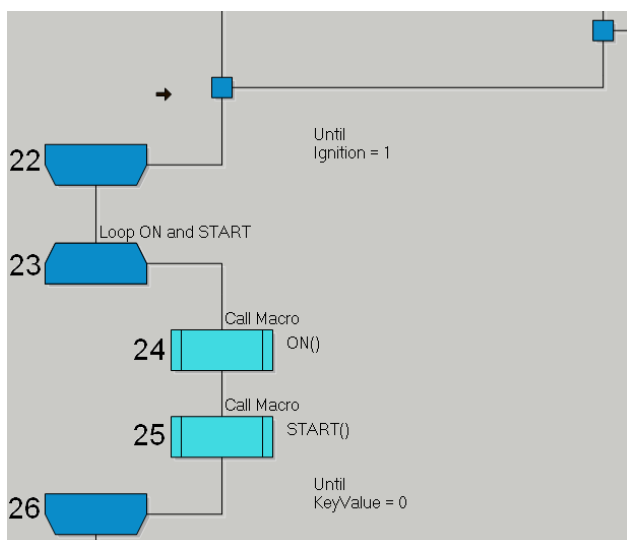 Until
Ignition = 1
22
Loop ON and START
23
Call Macro
24
ON()
Call Macro
25
START()
Until
KeyValue = 0
26